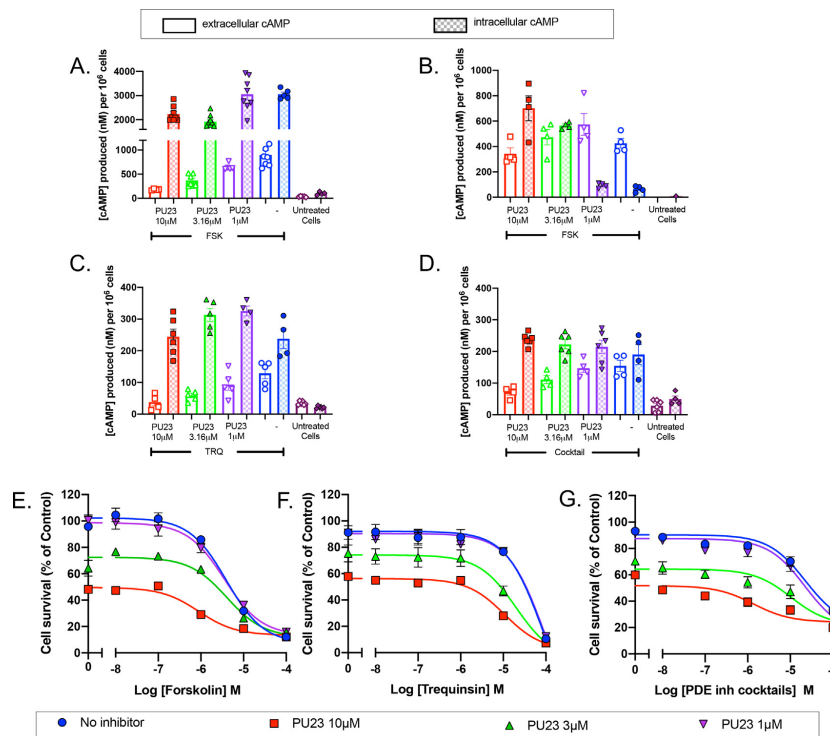 extracellular cAMP intracellular cAMP
A.
[cAMP] produced (nM) per 10⁶ cells
4000
3000
2000
1000
500
0
PU23 10µM
PU23 3.16µM
PU23 1µM
-
Untreated Cells
FSK
B.
[cAMP] produced (nM) per 10⁶ cells
1000
800
600
400
200
0
PU23 10µM
PU23 3.16µM
PU23 1µM
-
Untreated Cells
FSK
C.
[cAMP] produced (nM) per 10⁶ cells
400
300
200
100
0
PU23 10µM
PU23 3.16µM
PU23 1µM
-
Untreated Cells
TRQ
D.
[cAMP] produced (nM) per 10⁶ cells
400
300
200
100
0
PU23 10µM
PU23 3.16µM
PU23 1µM
-
Untreated Cells
Cocktail
E.
Cell survival (% of Control)
120
100
80
60
40
20
0
0 -8 -7 -6 -5 -4
Log [Forskolin] M
F.
Cell survival (% of Control)
120
100
80
60
40
20
0
0 -8 -7 -6 -5 -4
Log [Trequinsin] M
G.
Cell survival (% of Control)
120
100
80
60
40
20
0
0 -8 -7 -6 -5 -4
Log [PDE inh cocktails] M
No inhibitor PU23 10µM PU23 3µM PU23 1µM